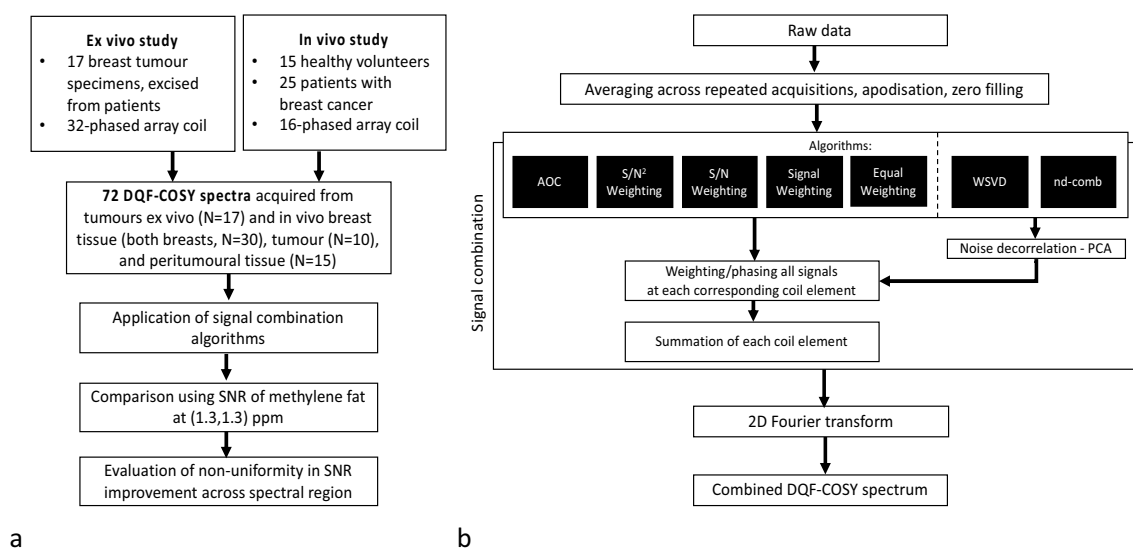 Ex vivo study
• 17 breast tumour
specimens, excised
from patients
• 32-phased array coil
In vivo study
• 15 healthy volunteers
• 25 patients with
breast cancer
• 16-phased array coil
72 DQF-COSY spectra acquired from
tumours ex vivo (N=17) and in vivo breast
tissue (both breasts, N=30), tumour (N=10),
and peritumoural tissue (N=15)
Application of signal combination
algorithms
Comparison using SNR of methylene fat
at (1.3,1.3) ppm
Evaluation of non-uniformity in SNR
improvement across spectral region
a
Raw data
Averaging across repeated acquisitions, apodisation, zero filling
Signal combination
Algorithms:
AOC
S/N²
Weighting
S/N
Weighting
Signal
Weighting
Equal
Weighting
WSVD
nd-comb
Noise decorrelation - PCA
Weighting/phasing all signals
at each corresponding coil element
Summation of each coil element
2D Fourier transform
Combined DQF-COSY spectrum
b